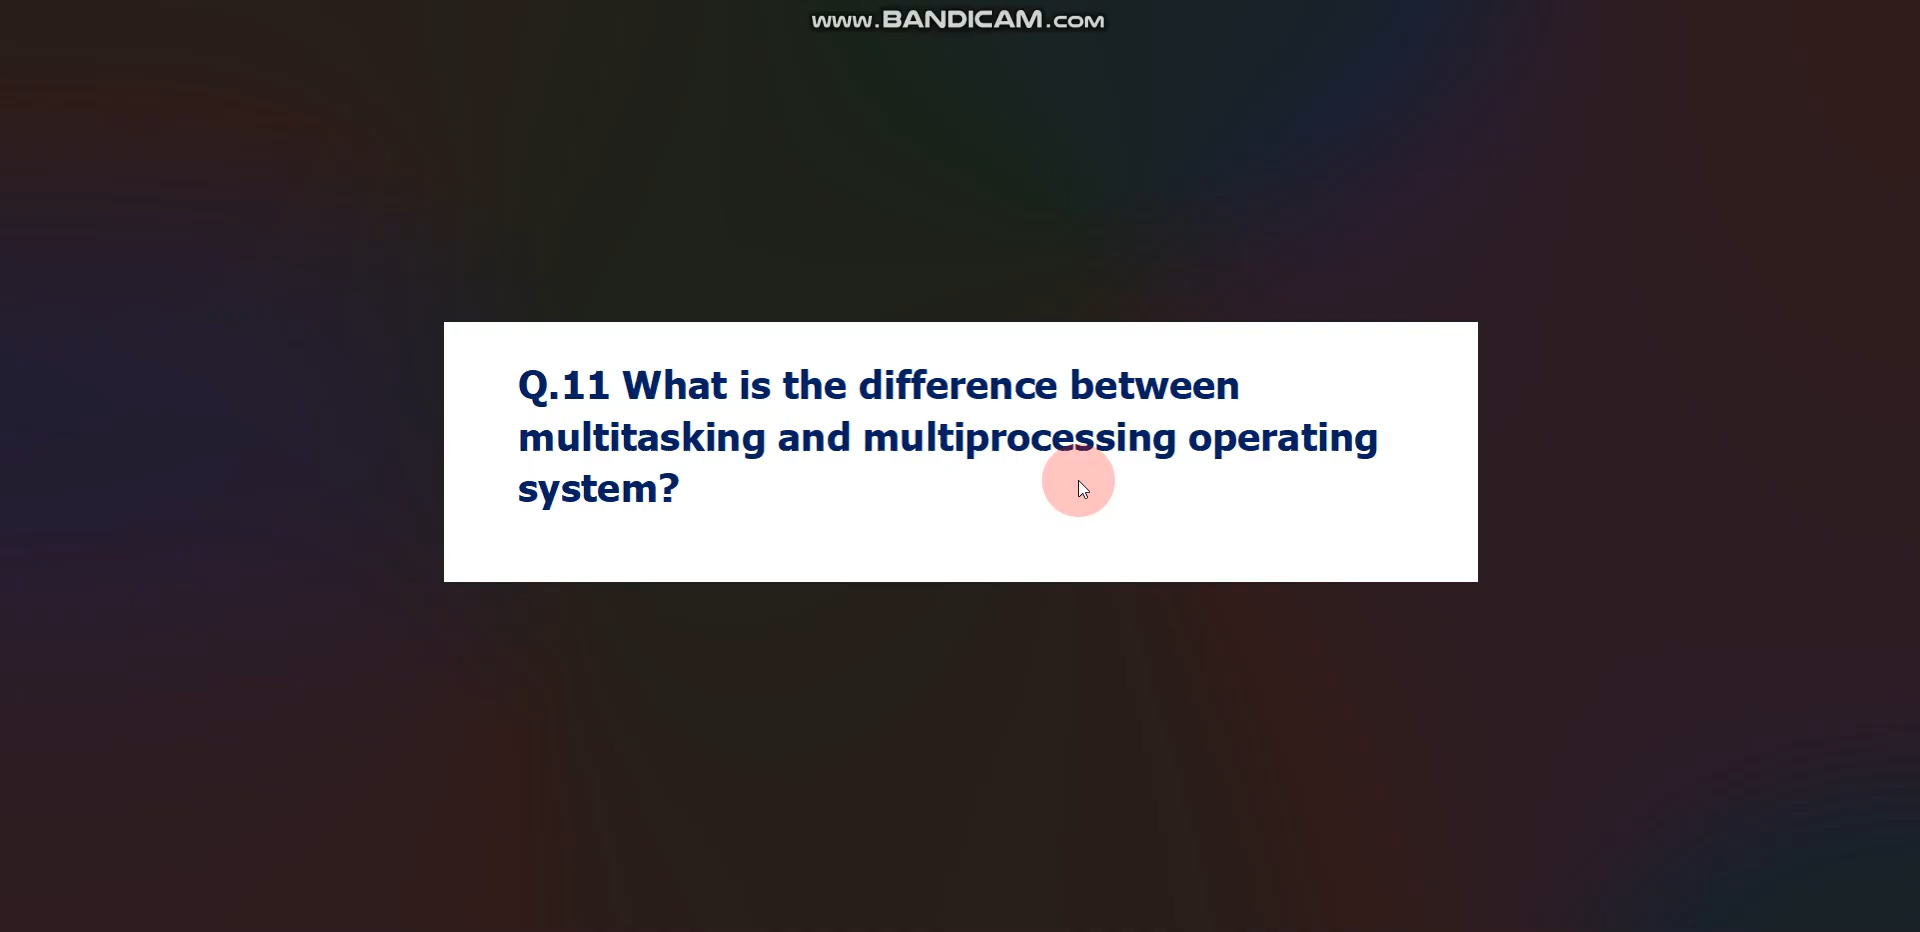 www.BANDICAM.COM
Q.11 What is the difference between
multitasking and multiprocessing operating
system?